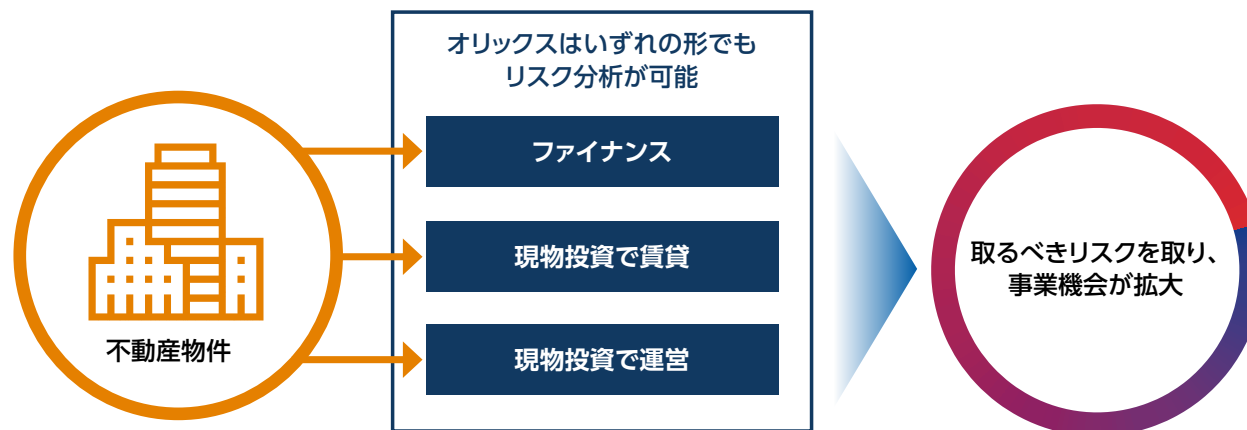 オリックスはいずれの形でも
リスク分析が可能
ファイナンス
現物投資で賃貸
現物投資で運営
不動産物件
取るべきリスクを取り、
事業機会が拡大